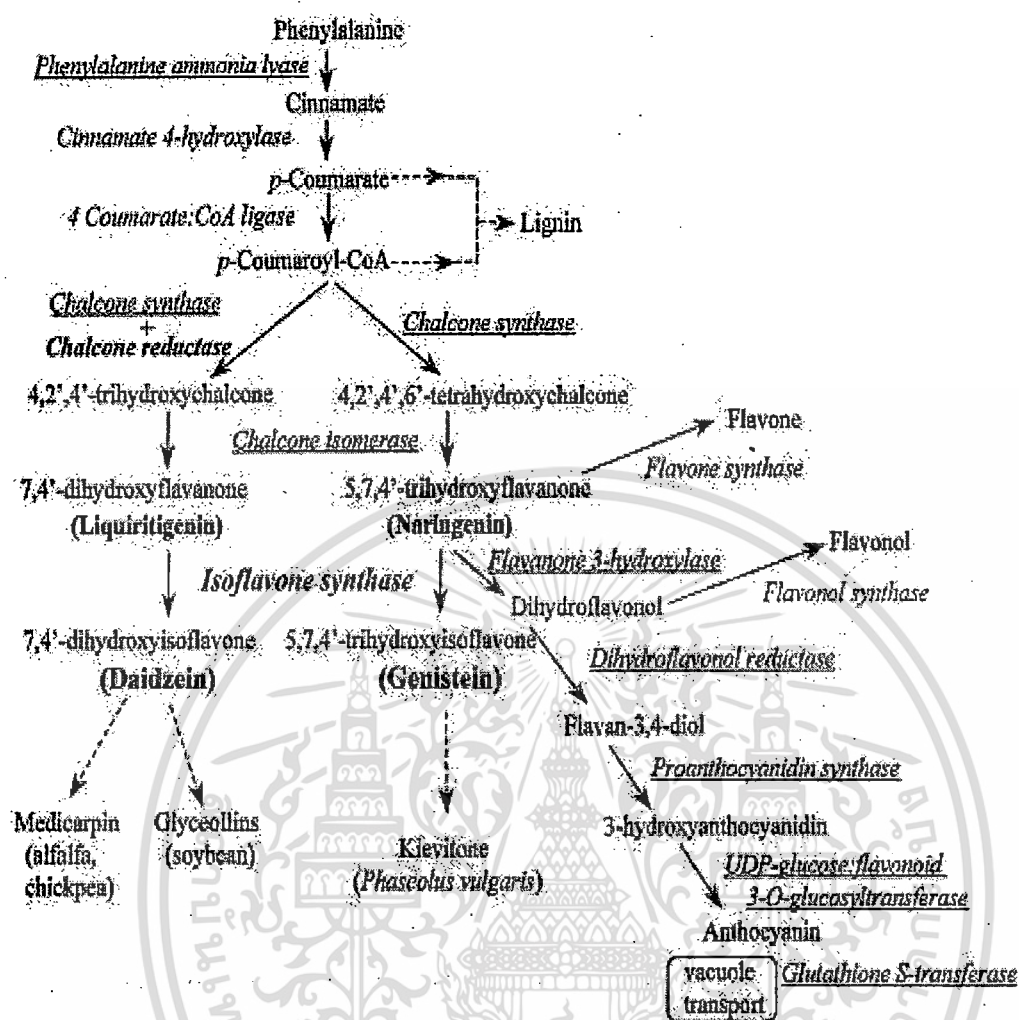 Phenylalanine
Phenylalanine ammonia lyase
Cinnamate
Cinnamate 4-hydroxylase
p-Coumarate
4 Coumarate:CoA ligase
Lignin
p-Coumaroyl-CoA
Chalcone synthase
+
Chalcone reductase
Chalcone synthase
4,2',4'-trihydroxychalcone
4,2',4',6'-tetrahydroxychalcone
Chalcone isomerase
Flavone
Flavone synthase
7,4'-dihydroxyflavanone
(Liquiritigenin)
5,7,4'-trihydroxyflavanone
(Naringenin)
Flavanone 3-hydroxylase
Flavonol
Flavonol synthase
Isoflavone synthase
Dihydroflavonol
7,4'-dihydroxyisoflavone
(Daidzein)
5,7,4'-trihydroxyisoflavone
(Genistein)
Dihydroflavonol reductase
Flavan-3,4-diol
Proanthocyanidin synthase
Medicarpin
(alfalfa,
chickpea)
Glyceollins
(soybean)
Kievitone
(Phaseolus vulgaris)
3-hydroxyanthocyanidin
UDP-glucose:flavonoid
3-O-glucosyltransferase
Anthocyanin
vacuole
transport
Glutathione S-transferase